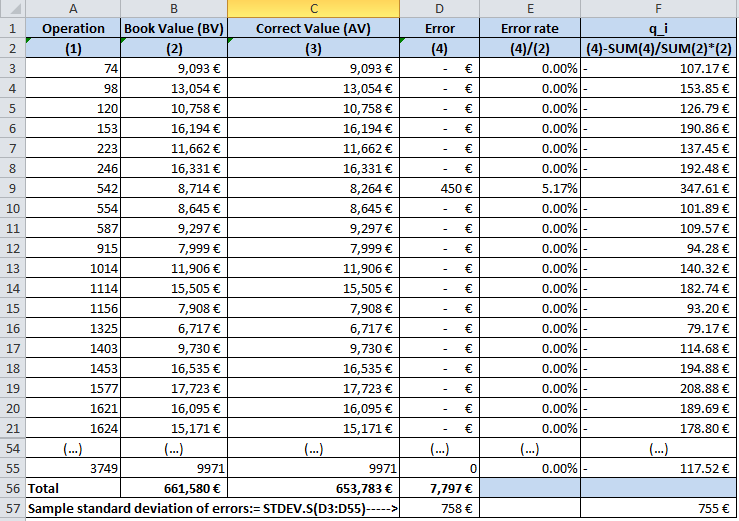 A B C D E F
1 Operation Book Value (BV) Correct Value (AV) Error Error rate q_i
2 (1) (2) (3) (4) (4)/(2) (4)-SUM(4)/SUM(2)*(2)
3 74 9,093 € 9,093 € - € 0.00% - 107.17 €
4 98 13,054 € 13,054 € - € 0.00% - 153.85 €
5 120 10,758 € 10,758 € - € 0.00% - 126.79 €
6 153 16,194 € 16,194 € - € 0.00% - 190.86 €
7 223 11,662 € 11,662 € - € 0.00% - 137.45 €
8 246 16,331 € 16,331 € - € 0.00% - 192.48 €
9 542 8,714 € 8,264 € 450 € 5.17% 347.61 €
10 554 8,645 € 8,645 € - € 0.00% - 101.89 €
11 587 9,297 € 9,297 € - € 0.00% - 109.57 €
12 915 7,999 € 7,999 € - € 0.00% - 94.28 €
13 1014 11,906 € 11,906 € - € 0.00% - 140.32 €
14 1114 15,505 € 15,505 € - € 0.00% - 182.74 €
15 1156 7,908 € 7,908 € - € 0.00% - 93.20 €
16 1325 6,717 € 6,717 € - € 0.00% - 79.17 €
17 1403 9,730 € 9,730 € - € 0.00% - 114.68 €
18 1453 16,535 € 16,535 € - € 0.00% - 194.88 €
19 1577 17,723 € 17,723 € - € 0.00% - 208.88 €
20 1621 16,095 € 16,095 € - € 0.00% - 189.69 €
21 1624 15,171 € 15,171 € - € 0.00% - 178.80 €
54 (...) (...) (...) (...) (...) (...)
55 3749 9971 9971 0 0.00% - 117.52 €
56 Total 661,580 € 653,783 € 7,797 €
57 Sample standard deviation of errors:= STDEV.S(D3:D55)-----> 758 € 755 €